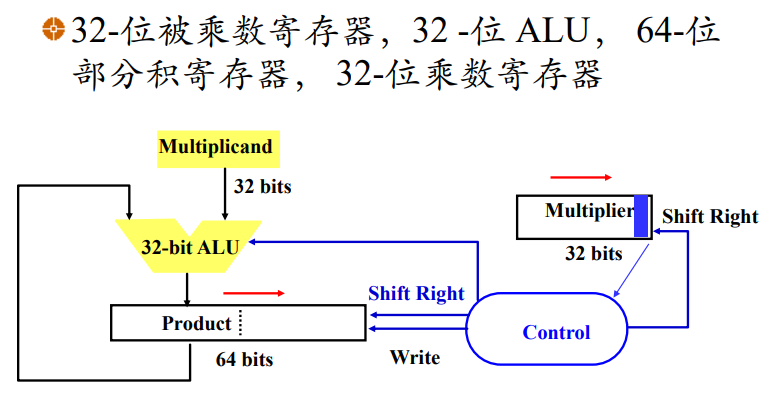 32-位被乘数寄存器，32 -位 ALU， 64-位
部分积寄存器， 32-位乘数寄存器
Multiplicand
32 bits
Multiplier
Shift Right
32-bit ALU
32 bits
Shift Right
Product
Control
64 bits
Write